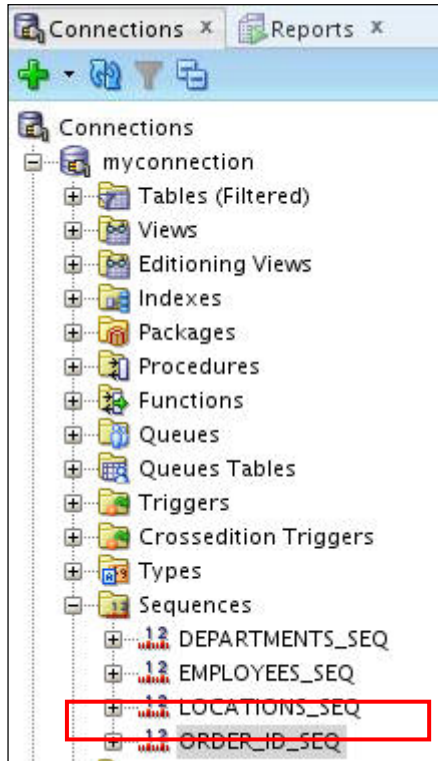 Connections
Reports
Connections
myconnection
Tables (Filtered)
Views
Editioning Views
Indexes
Packages
Procedures
Functions
Queues
Queues Tables
Triggers
Crossedition Triggers
Types
Sequences
DEPARTMENTS_SEQ
EMPLOYEES_SEQ
LOCATIONS_SEQ
ORDER_ID_SEQ